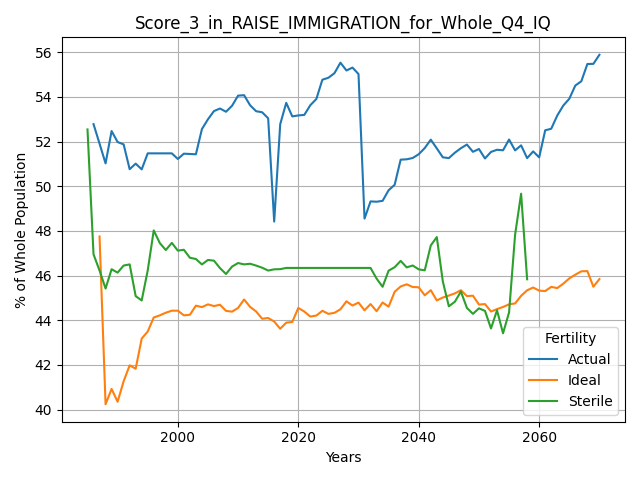 Score_3_in_RAISE_IMMIGRATION_for_Whole_Q4_IQ
% of Whole Population
56
54
52
50
48
46
44
42
40
2000 2020 2040 2060
Years
Fertility
Actual
Ideal
Sterile